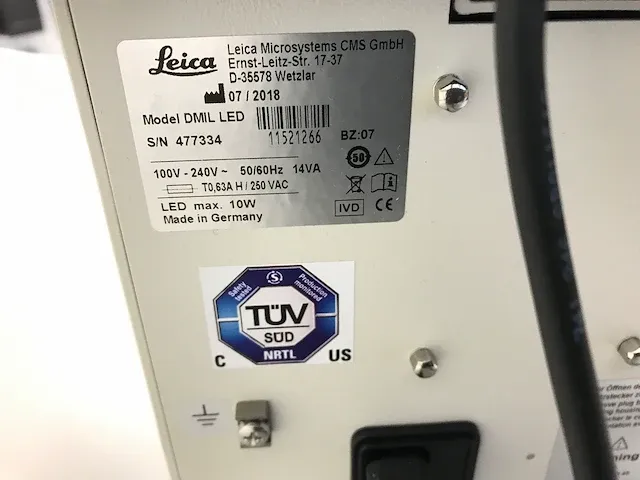 Leica
Leica Microsystems CMS GmbH
Ernst-Leitz-Str. 17-37
D-35578 Wetzlar
07 / 2018
Model DMIL LED
S/N 477334
11521266
BZ:07
100V - 240V ~ 50/60Hz 14VA
T0,63A H / 250 VAC
50
LED max. 10W
Made in Germany
IVD CE
Safety tested
Production monitored
TÜV
SÜD
NRTL
C US
Öffnen